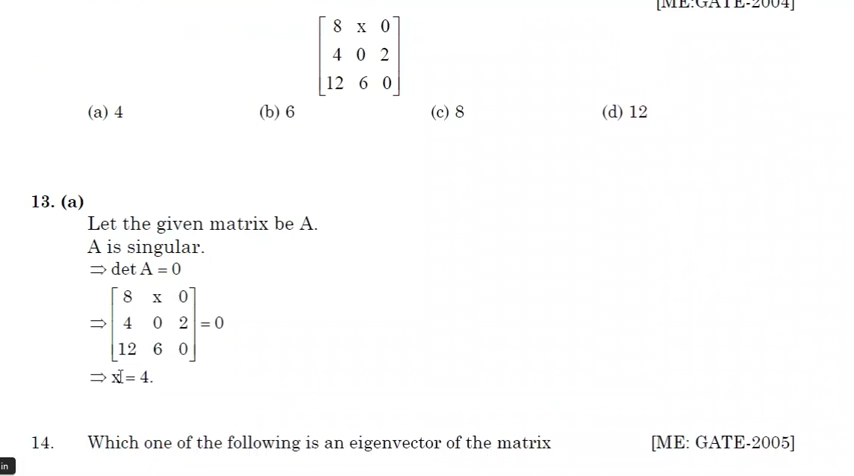 [ME:GATE-2004]
8 x 0
4 0 2
12 6 0
(a) 4 (b) 6 (c) 8 (d) 12
13. (a)
Let the given matrix be A.
A is singular.
⇒ det A = 0
8 x 0
⇒ 4 0 2 = 0
12 6 0
⇒ x = 4.
14. Which one of the following is an eigenvector of the matrix [ME: GATE-2005]
in